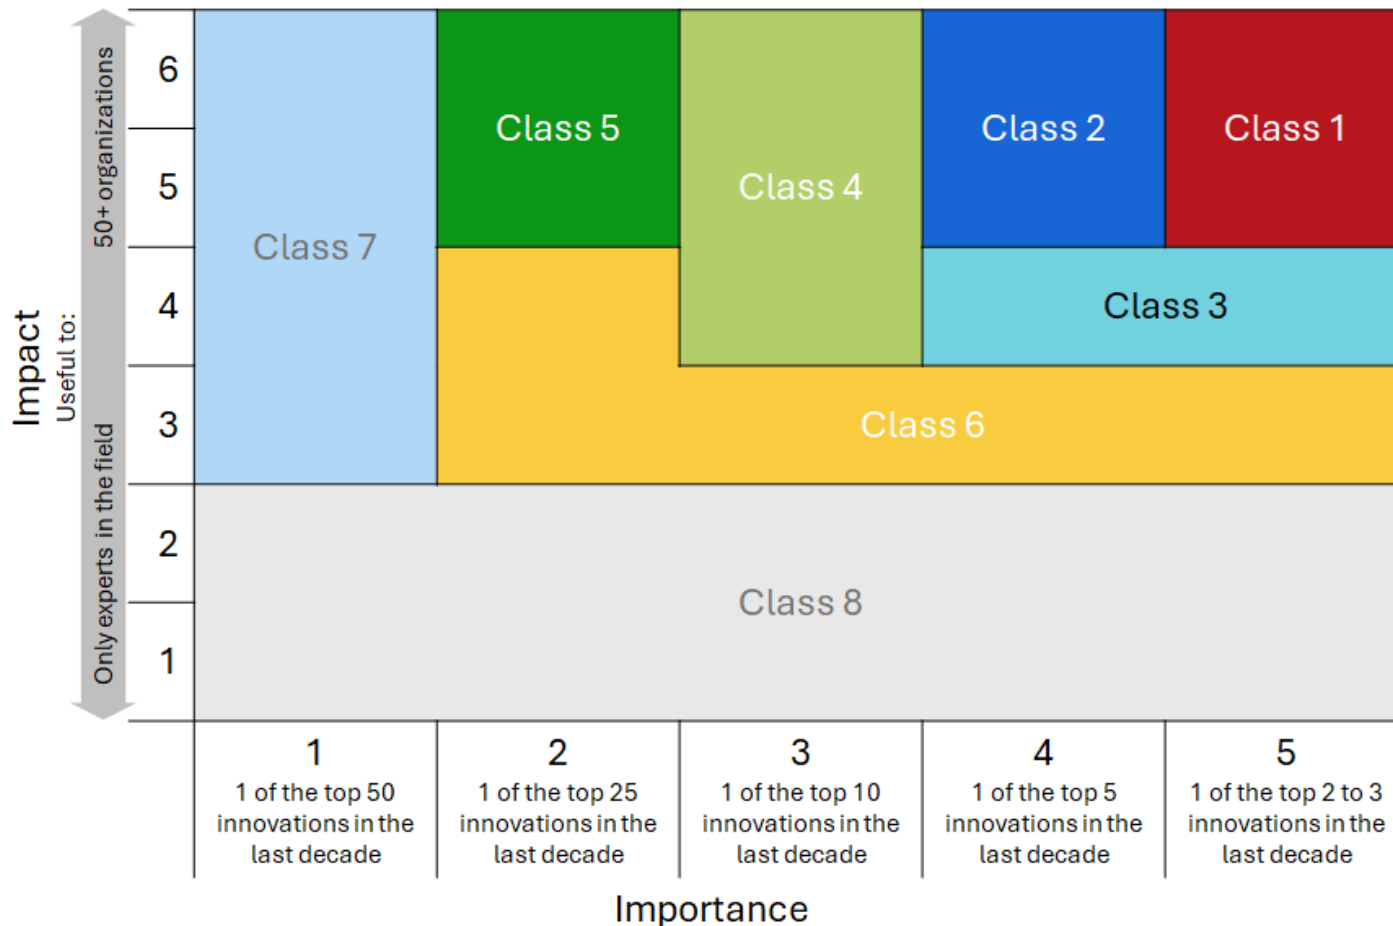 Impact
Useful to:
50+ organizations
Only experts in the field
6
5
4
3
2
1
Class 7
Class 5
Class 4
Class 2
Class 1
Class 3
Class 6
Class 8
1
1 of the top 50
innovations in the
last decade
2
1 of the top 25
innovations in the
last decade
3
1 of the top 10
innovations in the
last decade
4
1 of the top 5
innovations in the
last decade
5
1 of the top 2 to 3
innovations in the
last decade
Importance